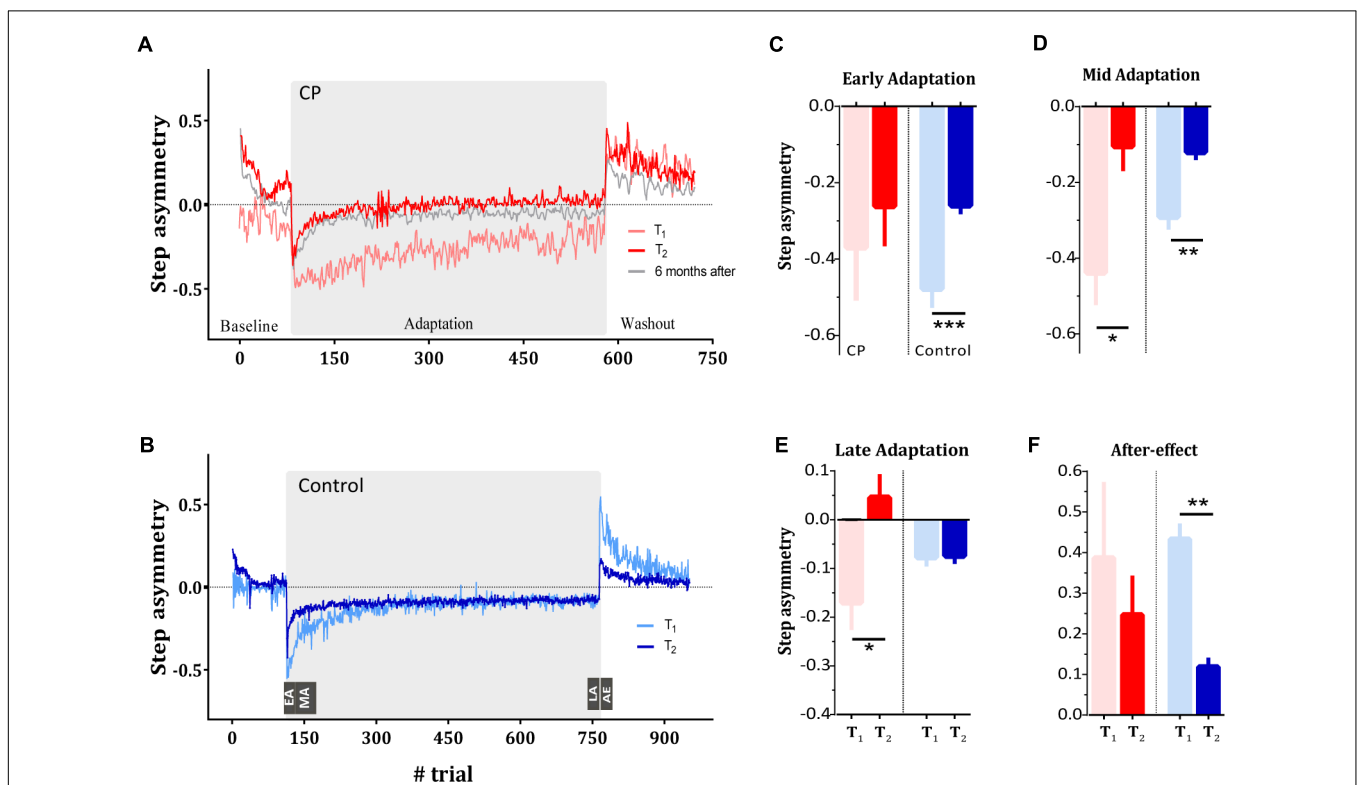 A
Step asymmetry
0.5
0.0
-0.5
CP
T1
T2
6 months after
Baseline
Adaptation
Washout
0 150 300 450 600 750
B
Step asymmetry
0.5
0.0
-0.5
Control
T1
T2
EA
MA
LA
AE
0 150 300 450 600 750 900
# trial
C
Early Adaptation
Step asymmetry
0.0
-0.2
-0.4
-0.6
***
CP
Control
D
Mid Adaptation
0.0
-0.2
-0.4
-0.6
*
**
E
Late Adaptation
Step asymmetry
0.1
0.0
-0.1
-0.2
-0.3
-0.4
*
T1 T2 T1 T2
F
After-effect
0.6
0.5
0.4
0.3
0.2
0.1
0.0
**
T1 T2 T1 T2